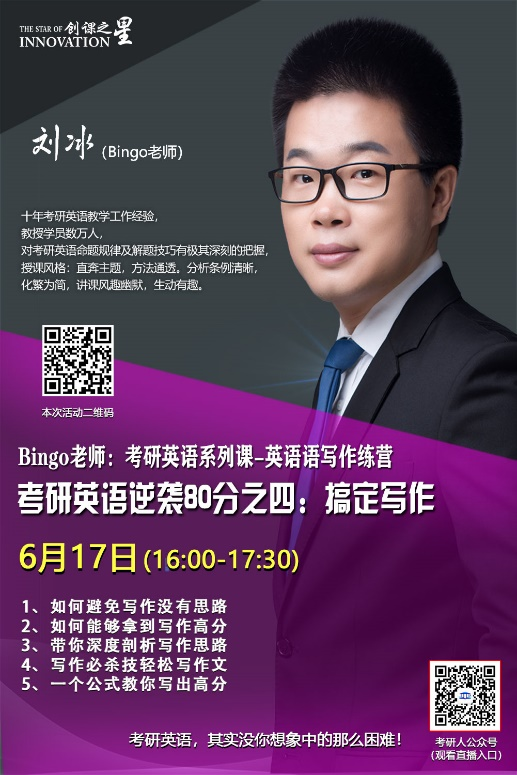 THE STAR OF 创课之星
INNOVATION
刘冰 (Bingo老师)
十年考研英语教学工作经验，
教授学员数万人，
对考研英语命题规律及解题技巧有极其深刻的把握，
授课风格：直奔主题，方法通透。分析条例清晰，
化繁为简，讲课风趣幽默，生动有趣。
本次活动二维码
Bingo老师：考研英语系列课-英语语写作练营
考研英语逆袭80分之四：搞定写作
6月17日 (16:00-17:30)
1、如何避免写作没有思路
2、如何能够拿到写作高分
3、带你深度剖析写作思路
4、写作必杀技轻松写作文
5、一个公式教你写出高分
考研人公众号
(观看直播入口)
考研英语，其实没你想象中的那么困难！